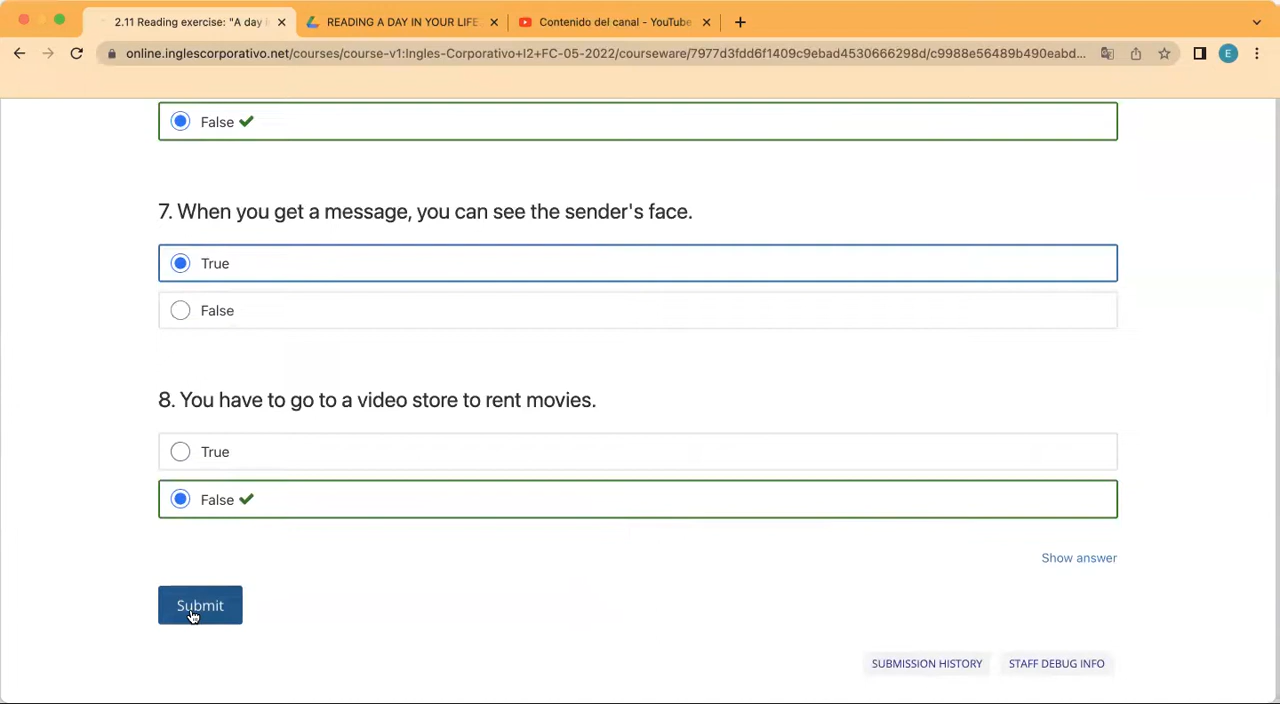 2.11 Reading exercise: "A day i
READING A DAY IN YOUR LIFE
Contenido del canal - YouTube
online.inglescorporativo.net/courses/course-v1:Ingles-Corporativo+I2+FC-05-2022/courseware/7977d3fdd6f1409c9ebad4530666298d/c9988e56489b490eabd...
E
False
7. When you get a message, you can see the sender's face.
True
False
8. You have to go to a video store to rent movies.
True
False
Show answer
Submit
SUBMISSION HISTORY
STAFF DEBUG INFO